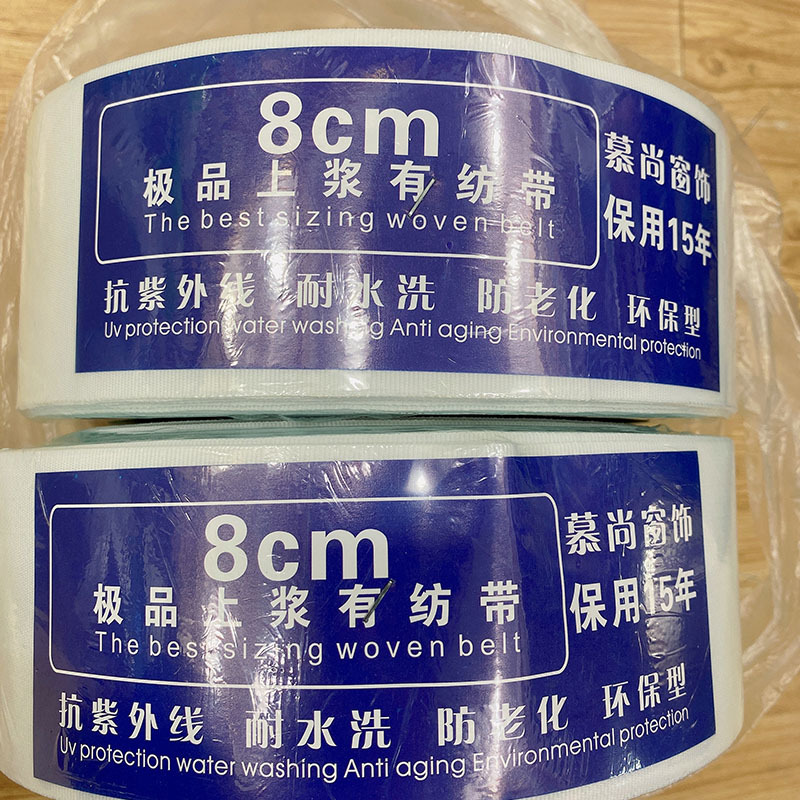 8cm
极品上浆有纺带
The best sizing woven belt
慕尚窗饰
保用15年
抗紫外线 耐水洗 防老化 环保型
Uv protection water washing Anti aging Environmental protection
8cm
极品上浆有纺带
The best sizing woven belt
慕尚窗饰
保用15年
抗紫外线 耐水洗 防老化 环保型
Uv protection water washing Anti aging Environmental protection